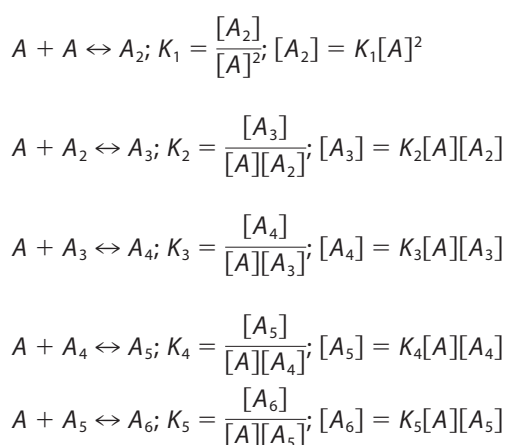 A + A ↔ A₂; K₁ = [A₂]/[A]²; [A₂] = K₁[A]²
A + A₂ ↔ A₃; K₂ = [A₃]/[A][A₂]; [A₃] = K₂[A][A₂]
A + A₃ ↔ A₄; K₃ = [A₄]/[A][A₃]; [A₄] = K₃[A][A₃]
A + A₄ ↔ A₅; K₄ = [A₅]/[A][A₄]; [A₅] = K₄[A][A₄]
A + A₅ ↔ A₆; K₅ = [A₆]/[A][A₅]; [A₆] = K₅[A][A₅]